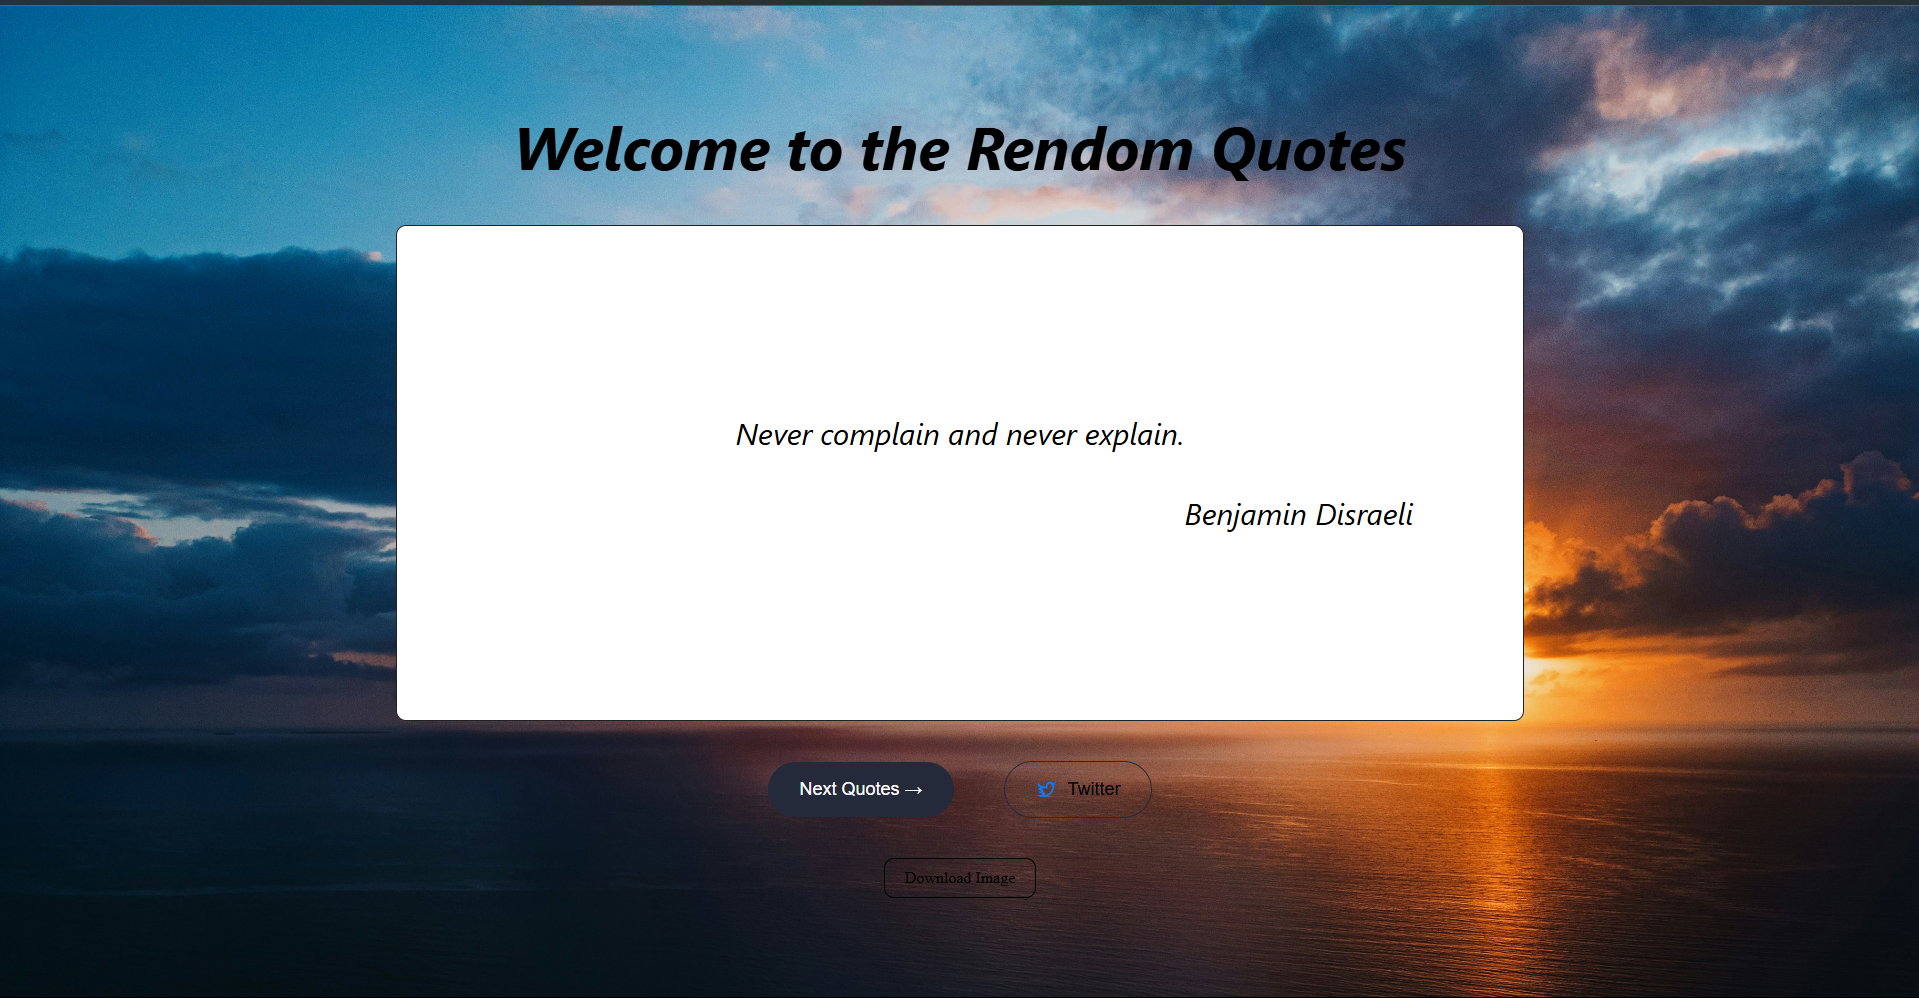 Welcome to the Rendom Quotes
Never complain and never explain.
Benjamin Disraeli
Next Quotes →
Twitter
Download Image